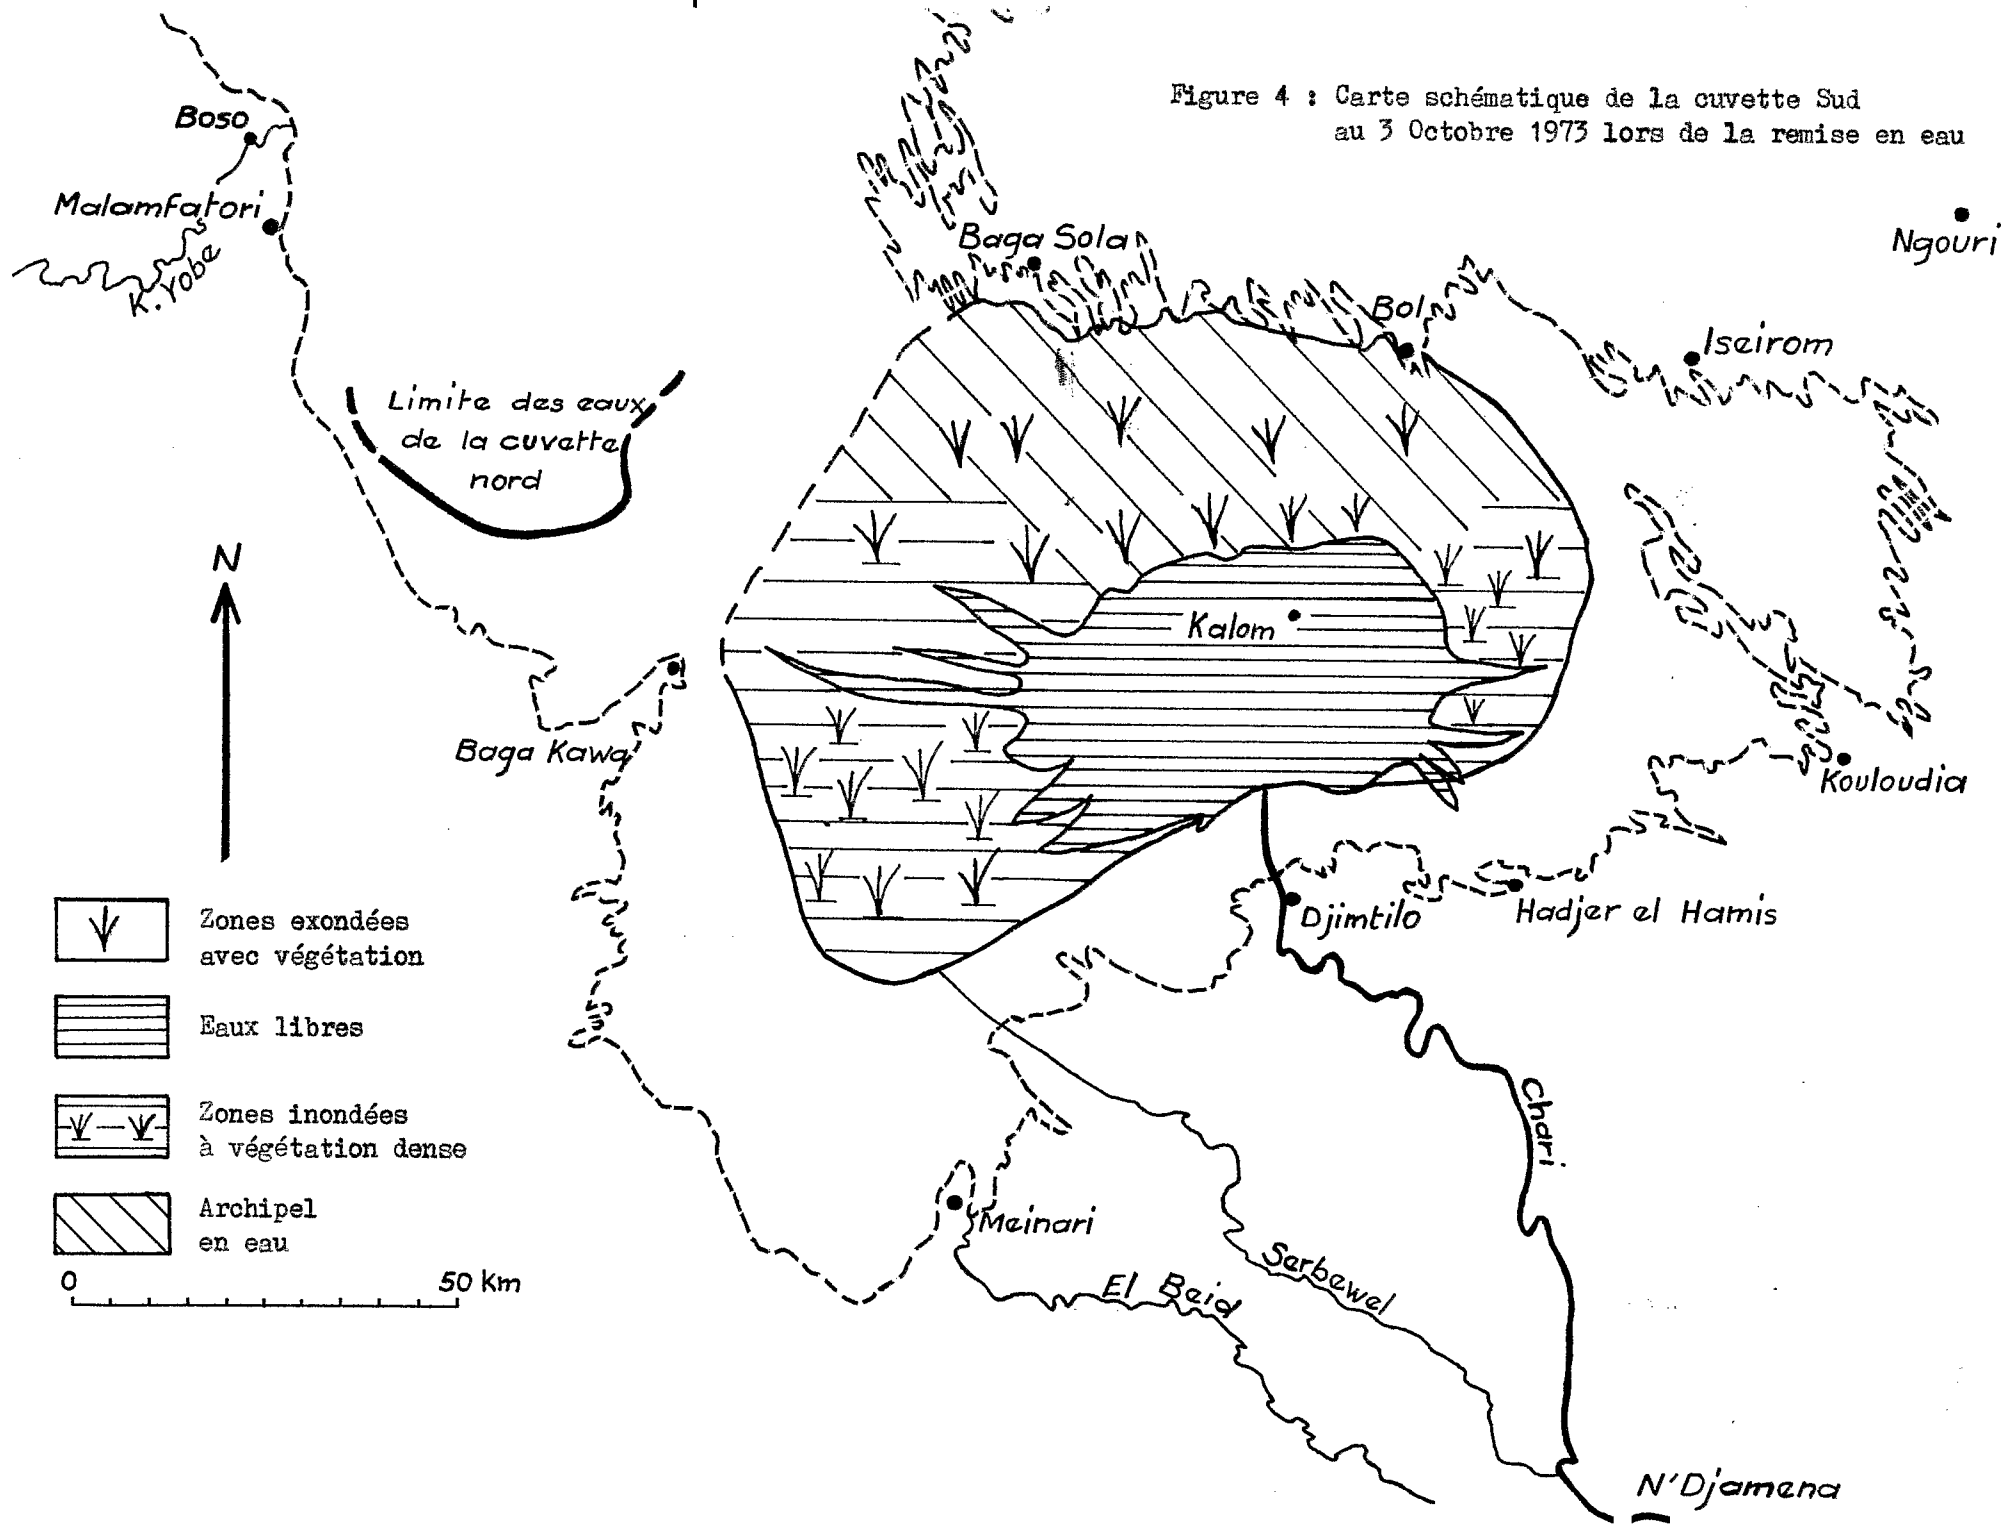 Figure 4 : Carte schématique de la cuvette Sud
au 3 Octobre 1973 lors de la remise en eau
Boso
Malamfatori
K. Yobe
Baga Sola
Ngouri
Bol
Iseirom
Limite des eaux
de la cuvette
nord
N
Kalom
Baga Kawa
Kouloudia
Djimtilo
Hadjer el Hamis
Zones exondées
avec végétation
Eaux libres
Zones inondées
à végétation dense
Archipel
en eau
0 50 km
Chari
Meinari
Serbewel
El Beid
N'Djamena